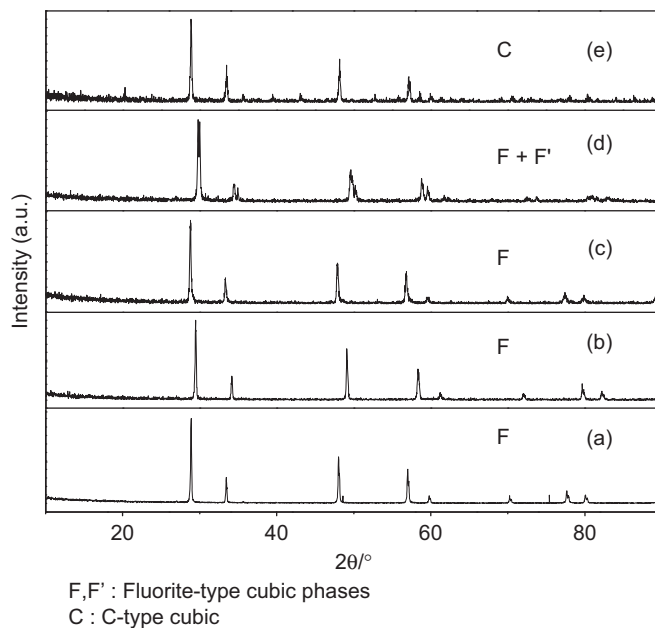 C (e)
F + F' (d)
F (c)
F (b)
F (a)
Intensity (a.u.)
20 40 60 80
2θ/°
F,F' : Fluorite-type cubic phases
C : C-type cubic